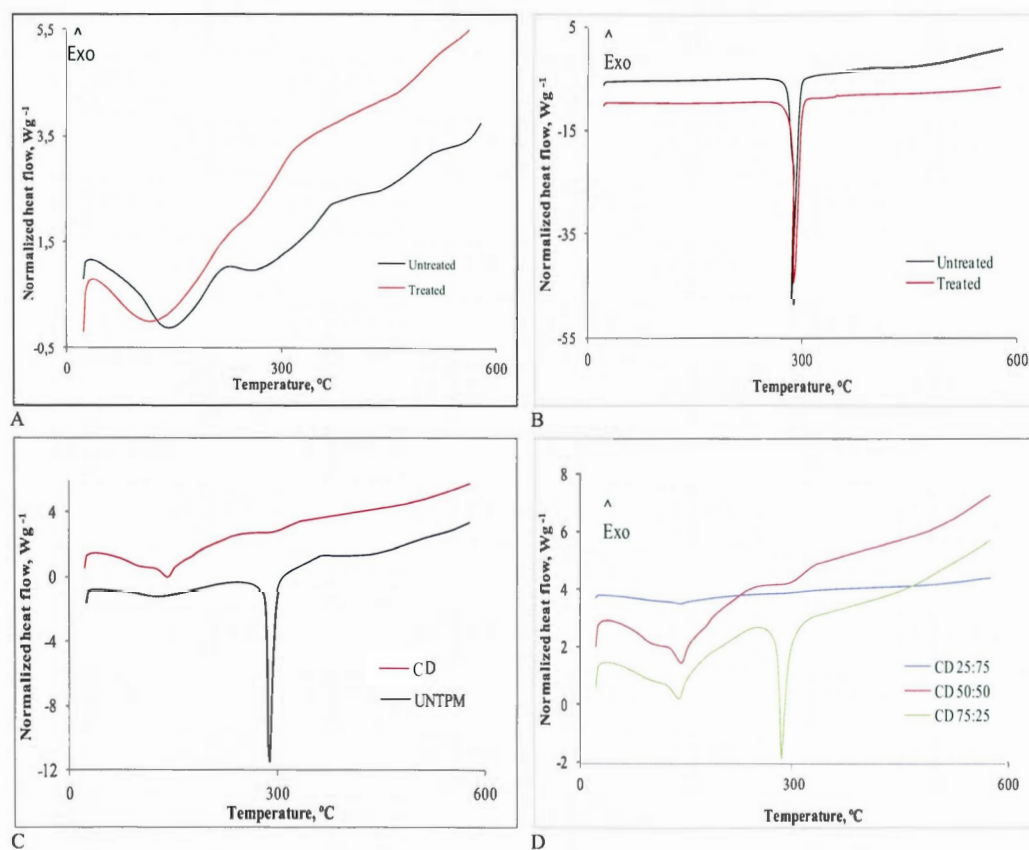 5,5
^
Exo
3,5
1,5
-0,5
Normalized heat flow, Wg⁻¹
Untreated
Treated
0
300
600
Temperature, ºC
A
5
^
Exo
-15
-35
-55
Normalized heat flow, Wg⁻¹
Untreated
Treated
0
300
600
Temperature, ºC
B
4
0
-4
-8
-12
Normalized heat flow, Wg⁻¹
CD
UNTPM
0
300
600
Temperature, ºC
C
8
^
Exo
6
4
2
0
-2
Normalized heat flow, Wg⁻¹
CD 25:75
CD 50:50
CD 75:25
0
300
600
Temperature, ºC
D